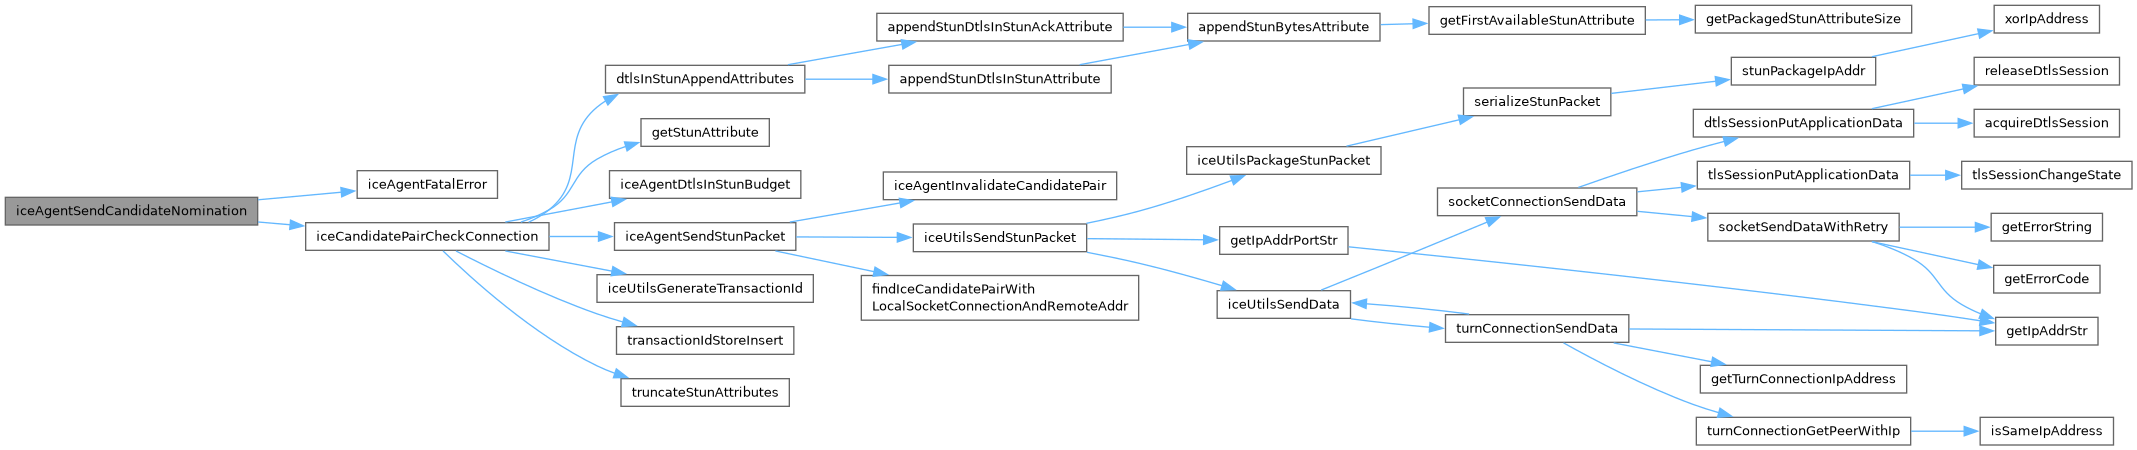 iceAgentSendCandidateNomination
iceAgentFatalError
iceCandidatePairCheckConnection
dtlsInStunAppendAttributes
getStunAttribute
iceAgentDtlsInStunBudget
iceAgentSendStunPacket
iceUtilsGenerateTransactionId
transactionIdStoreInsert
truncateStunAttributes
appendStunDtlsInStunAckAttribute
appendStunDtlsInStunAttribute
iceAgentInvalidateCandidatePair
iceUtilsSendStunPacket
findIceCandidatePairWith
LocalSocketConnectionAndRemoteAddr
appendStunBytesAttribute
iceUtilsPackageStunPacket
getIpAddrPortStr
iceUtilsSendData
getFirstAvailableStunAttribute
serializeStunPacket
socketConnectionSendData
turnConnectionSendData
getPackagedStunAttributeSize
stunPackageIpAddr
dtlsSessionPutApplicationData
tlsSessionPutApplicationData
socketSendDataWithRetry
getTurnConnectionIpAddress
turnConnectionGetPeerWithIp
xorIpAddress
releaseDtlsSession
acquireDtlsSession
tlsSessionChangeState
getErrorString
getErrorCode
getIpAddrStr
isSameIpAddress